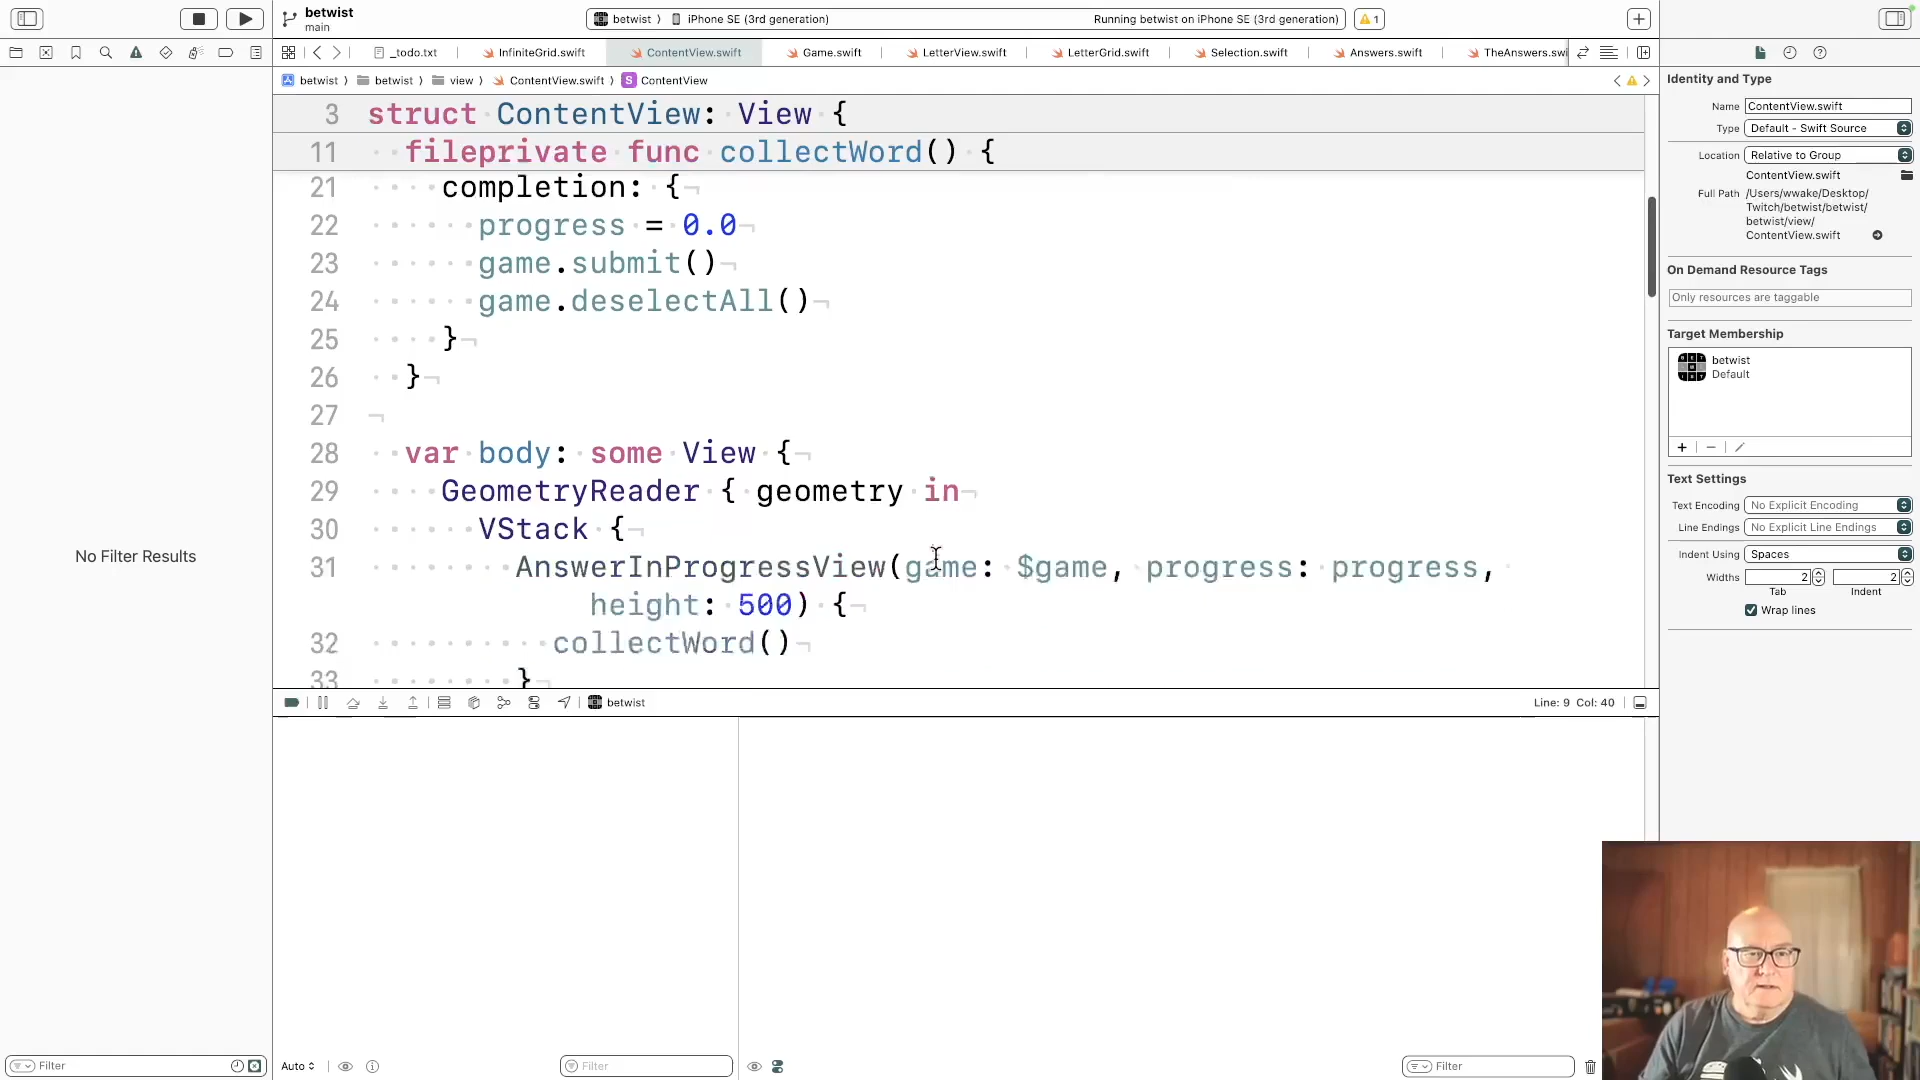 betwist
main
betwist
iPhone SE (3rd generation)
Running betwist on iPhone SE (3rd generation)
1
_todo.txt
InfiniteGrid.swift
ContentView.swift
Game.swift
LetterView.swift
LetterGrid.swift
Selection.swift
Answers.swift
TheAnswers.swi
betwist
betwist
view
ContentView.swift
S
ContentView
3 struct ContentView: View {
11 fileprivate func collectWord() {
21 completion: {
22 progress = 0.0
23 game.submit()
24 game.deselectAll()
25 }
26 }
27
28 var body: some View {
29 GeometryReader { geometry in
30 VStack {
31 AnswerInProgressView(game: $game, progress: progress,
height: 500) {
32 collectWord()
33 }
No Filter Results
betwist
Line: 9 Col: 40
Filter
Auto
Filter
Filter
Identity and Type
Name ContentView.swift
Type Default - Swift Source
Location Relative to Group
ContentView.swift
Full Path /Users/wwake/Desktop/
Twitch/betwist/betwist/
betwist/view/
ContentView.swift
On Demand Resource Tags
Only resources are taggable
Target Membership
betwist
Default
Text Settings
Text Encoding No Explicit Encoding
Line Endings No Explicit Line Endings
Indent Using Spaces
Widths 2 2
Tab Indent
Wrap lines